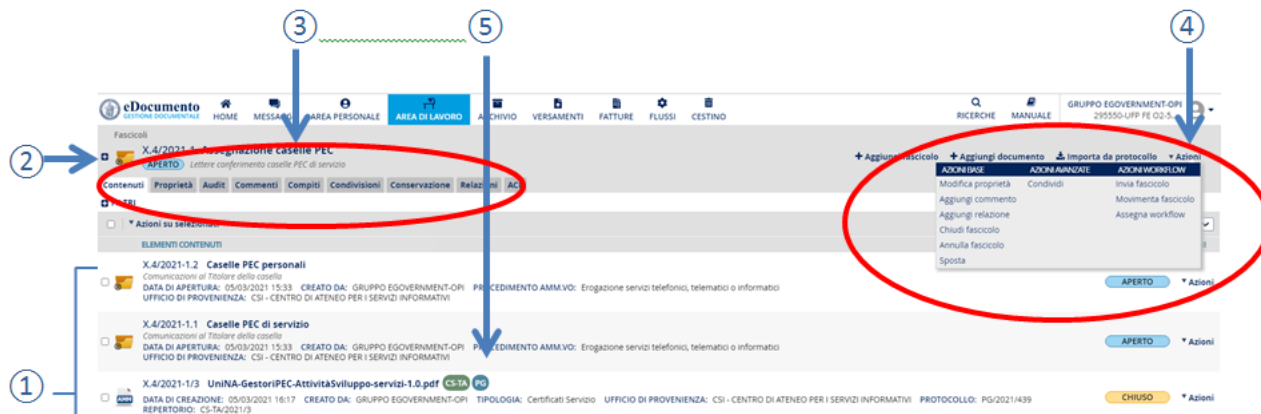 3
5
4
eDocumento
GESTIONE DOCUMENTALE
HOME
AREA PERSONALE
AREA DI LAVORO
VERSAMENTI
FATTURE
FLUSSI
CESTINO
RICERCHE
MANUALE
GRUPPO EGOVERNMENT-OPI
295550-UFP FE O2-5...
Fascicoli
2
X.4/2021-1 Assegnazione caselle PEC
APERTO Lettere conferimento caselle PEC di servizio
+ Aggiungi fascicolo + Aggiungi documento Importa da protocollo Azioni
Contenuti Proprietà Audit Commenti Compiti Condivisioni Conservazione Relazioni
AZIONI BASE AZIONI AVANZATE AZIONI WORKFLOW
Modifica proprietà Condividi Invia fascicolo
Aggiungi commento Movimenta fascicolo
Aggiungi relazione Assegna workflow
Chiudi fascicolo
Annulla fascicolo
Sposta
Azioni su selezionati
ELEMENTI CONTENUTI
1
X.4/2021-1.2 Caselle PEC personali
Comunicazioni al Titolare della casella
DATA DI APERTURA: 05/03/2021 15:33 CREATO DA: GRUPPO EGOVERNMENT-OPI PROCEDIMENTO AMM.VO: Erogazione servizi telefonici, telematici o informatici
UFFICIO DI PROVENIENZA: CSI - CENTRO DI ATENEO PER I SERVIZI INFORMATIVI
APERTO Azioni
X.4/2021-1.1 Caselle PEC di servizio
Comunicazioni al Titolare della casella
DATA DI APERTURA: 05/03/2021 15:33 CREATO DA: GRUPPO EGOVERNMENT-OPI PROCEDIMENTO AMM.VO: Erogazione servizi telefonici, telematici o informatici
UFFICIO DI PROVENIENZA: CSI - CENTRO DI ATENEO PER I SERVIZI INFORMATIVI
APERTO Azioni
X.4/2021-1/3 UniNA-GestoriPEC-AttivitàSviluppo-servizi-1.0.pdf CS-TA PG
AMM
DATA DI CREAZIONE: 05/03/2021 16:17 CREATO DA: GRUPPO EGOVERNMENT-OPI TIPOLOGIA: Certificati Servizio UFFICIO DI PROVENIENZA: CSI - CENTRO DI ATENEO PER I SERVIZI INFORMATIVI PROTOCOLLO: PG/2021/439
REPERTORIO: CS-TA/2021/3
CHIUSO Azioni